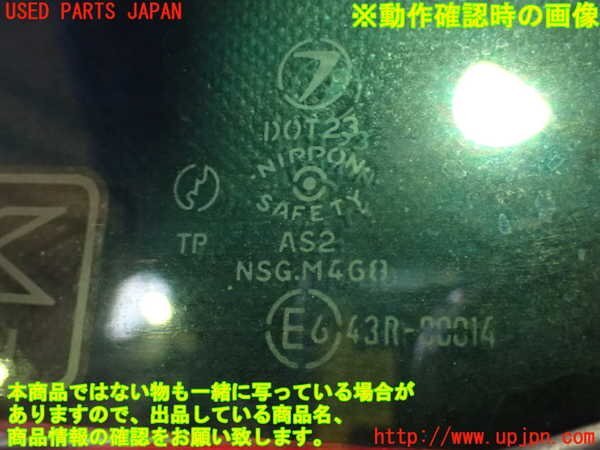 USED PARTS JAPAN
※動作確認時の画像
DOT23
NIPPON
SAFETY
TP
AS2
NSG.M4G0
E6 43R-00014
本商品ではない物も一緒に写っている場合が
ありますので、出品している商品名、
商品情報の確認をお願い致します。
http://www.upjpn.com